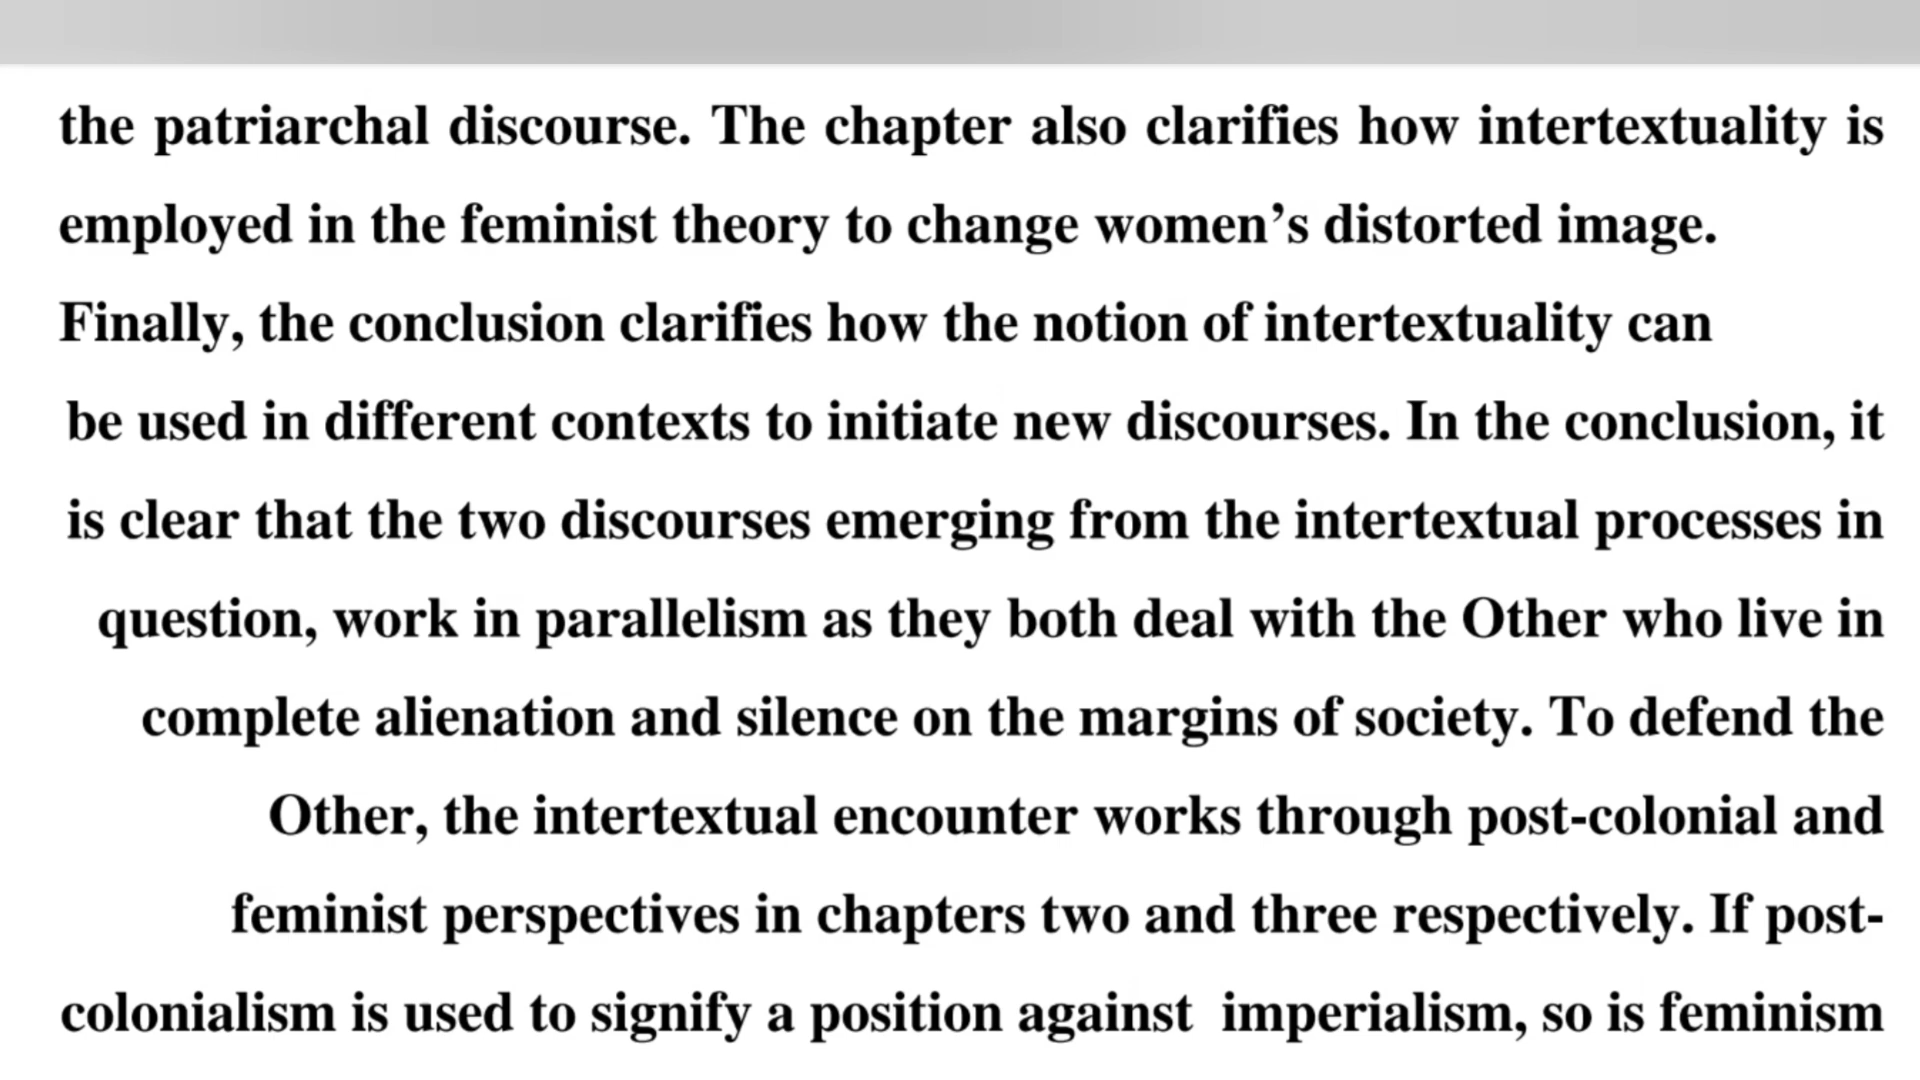 the patriarchal discourse. The chapter also clarifies how intertextuality is
employed in the feminist theory to change women’s distorted image.
Finally, the conclusion clarifies how the notion of intertextuality can
be used in different contexts to initiate new discourses. In the conclusion, it
is clear that the two discourses emerging from the intertextual processes in
question, work in parallelism as they both deal with the Other who live in
complete alienation and silence on the margins of society. To defend the
Other, the intertextual encounter works through post-colonial and
feminist perspectives in chapters two and three respectively. If post-
colonialism is used to signify a position against  imperialism, so is feminism